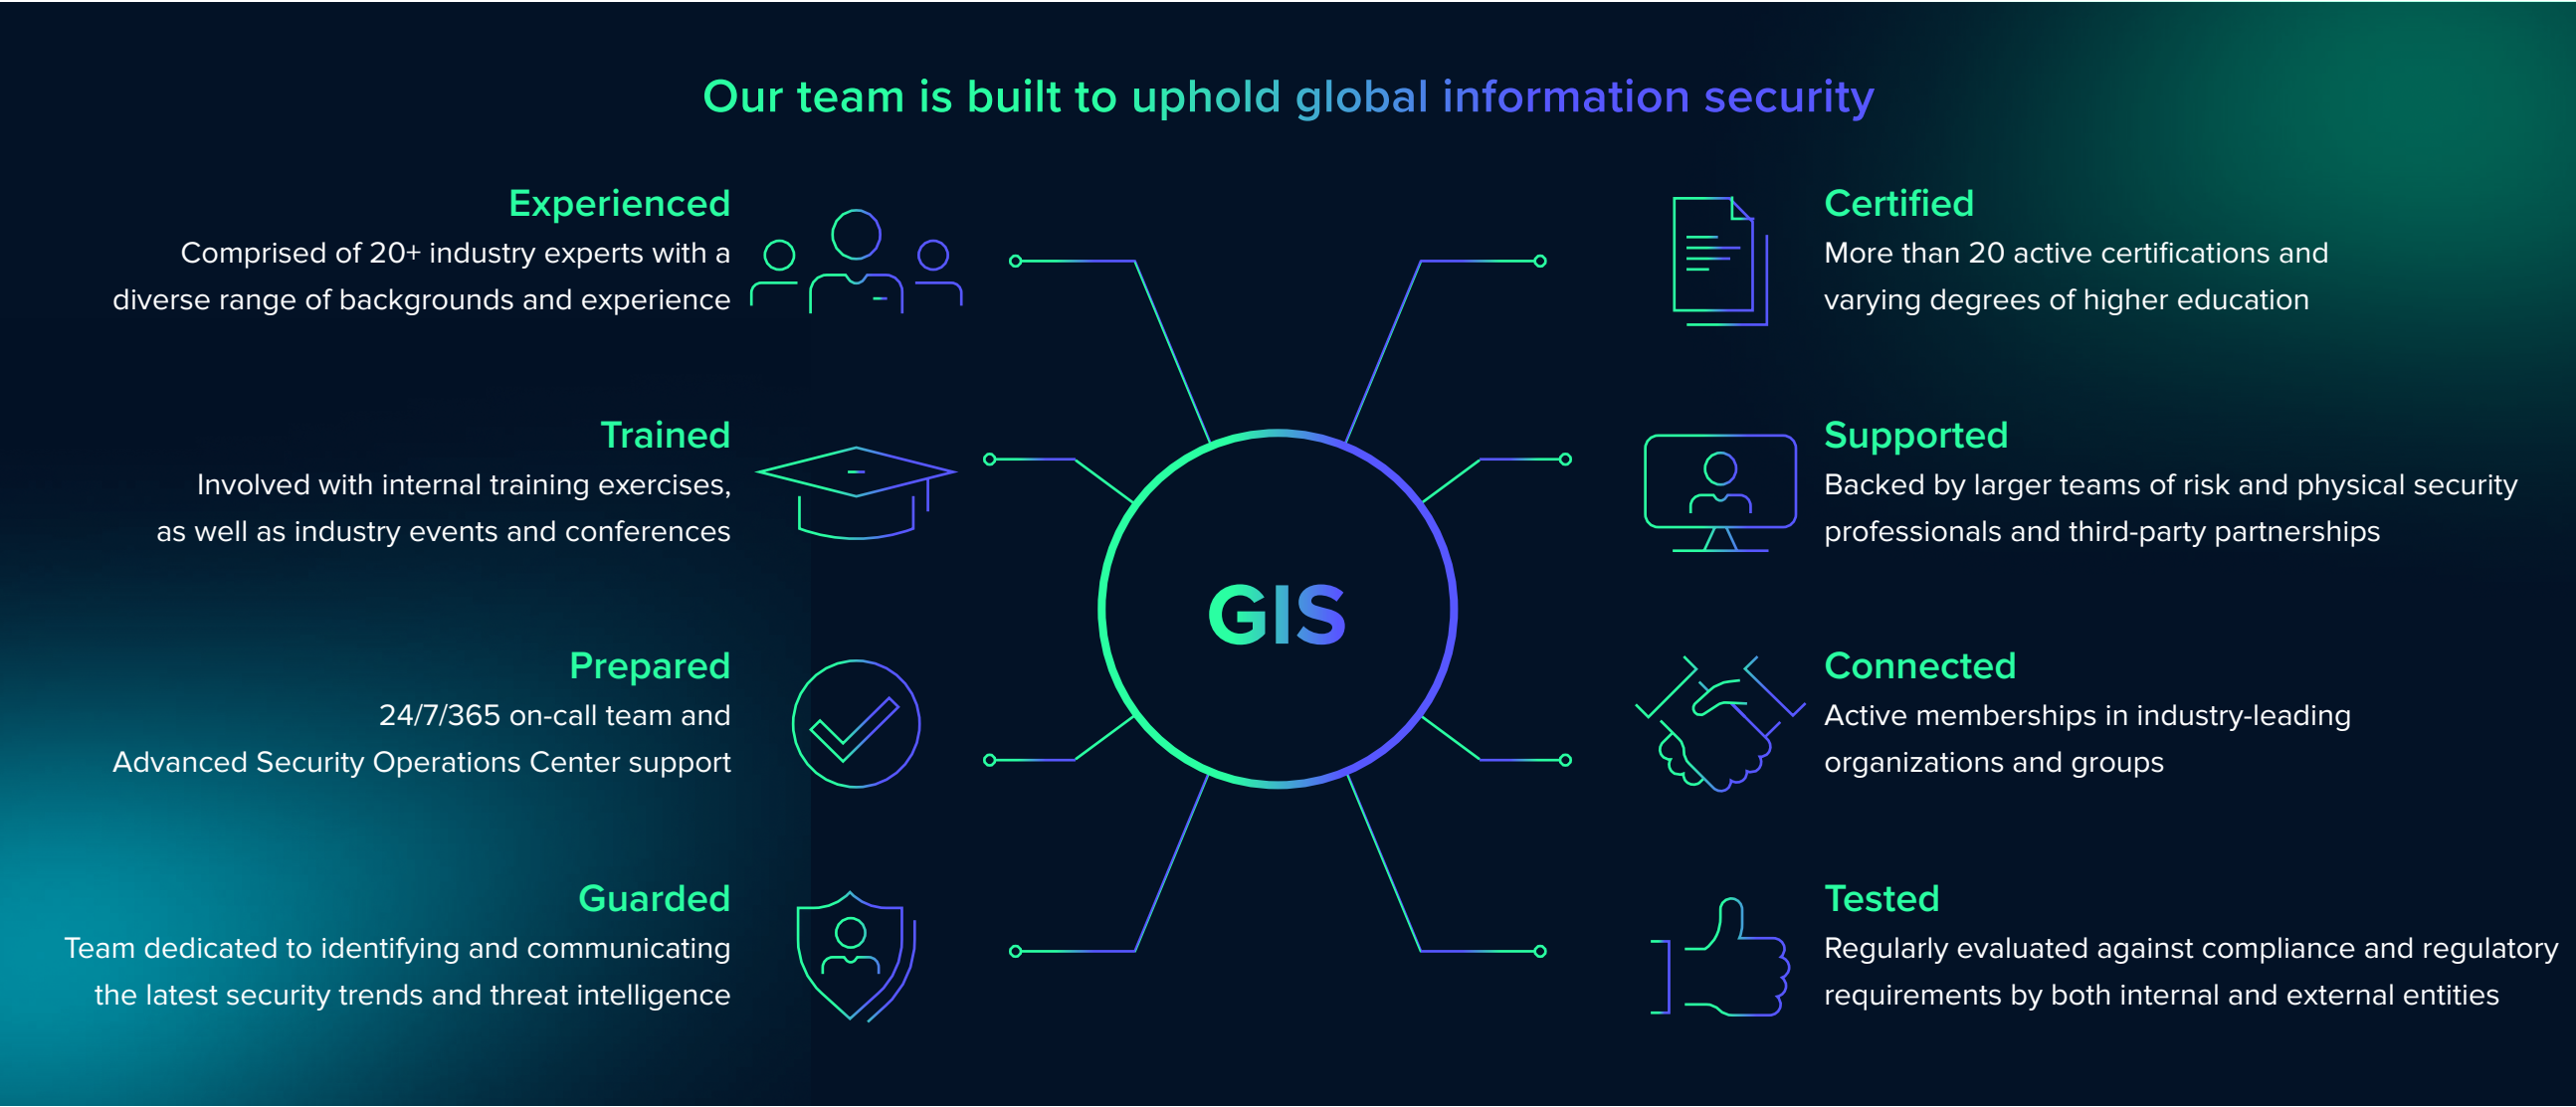 Our team is built to uphold global information security
Experienced
Comprised of 20+ industry experts with a
diverse range of backgrounds and experience
Trained
Involved with internal training exercises,
as well as industry events and conferences
Prepared
24/7/365 on-call team and
Advanced Security Operations Center support
Guarded
Team dedicated to identifying and communicating
the latest security trends and threat intelligence
GIS
Certified
More than 20 active certifications and
varying degrees of higher education
Supported
Backed by larger teams of risk and physical security
professionals and third-party partnerships
Connected
Active memberships in industry-leading
organizations and groups
Tested
Regularly evaluated against compliance and regulatory
requirements by both internal and external entities